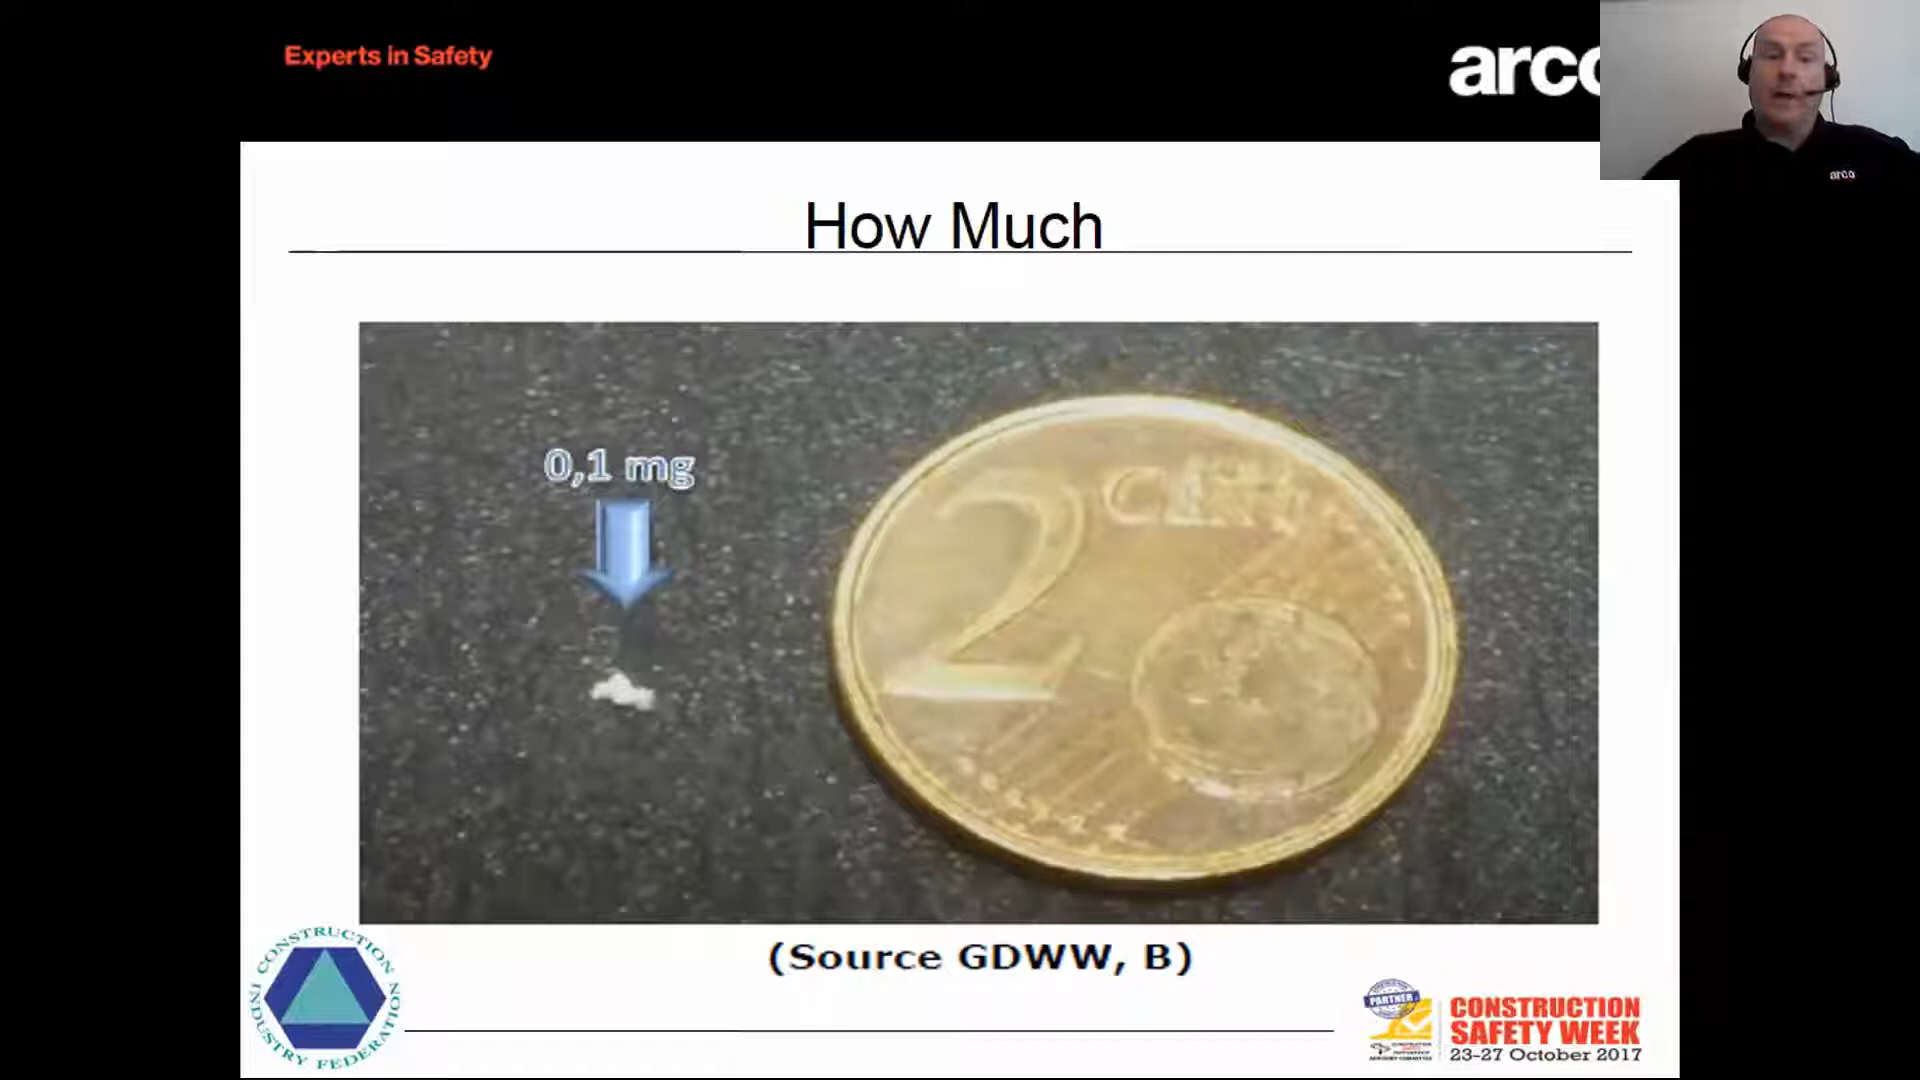 Experts in Safety
arco
arco
How Much
0,1 mg
2 CENT
(Source GDWW, B)
CONSTRUCTION INDUSTRY FEDERATION
PARTNER
CONSTRUCTION
SAFETY WEEK
23-27 October 2017